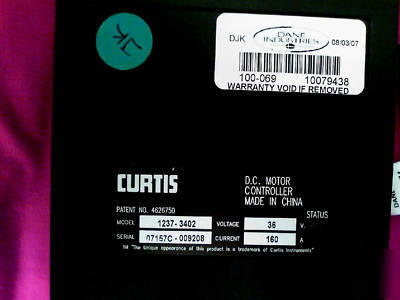 JK
DJK
DANE
INDUSTRIES
08/03/07
100-069 10079438
WARRANTY VOID IF REMOVED
CURTIS
D.C. MOTOR
CONTROLLER
MADE IN CHINA
PATENT NO. 4626750
STATUS
MODEL 1237-3402 VOLTAGE 36 V.
SERIAL 07157C-009208 CURRENT 160 A
TM "The Unique appearance of this product is a trademark of Curtis Instruments"
DANE